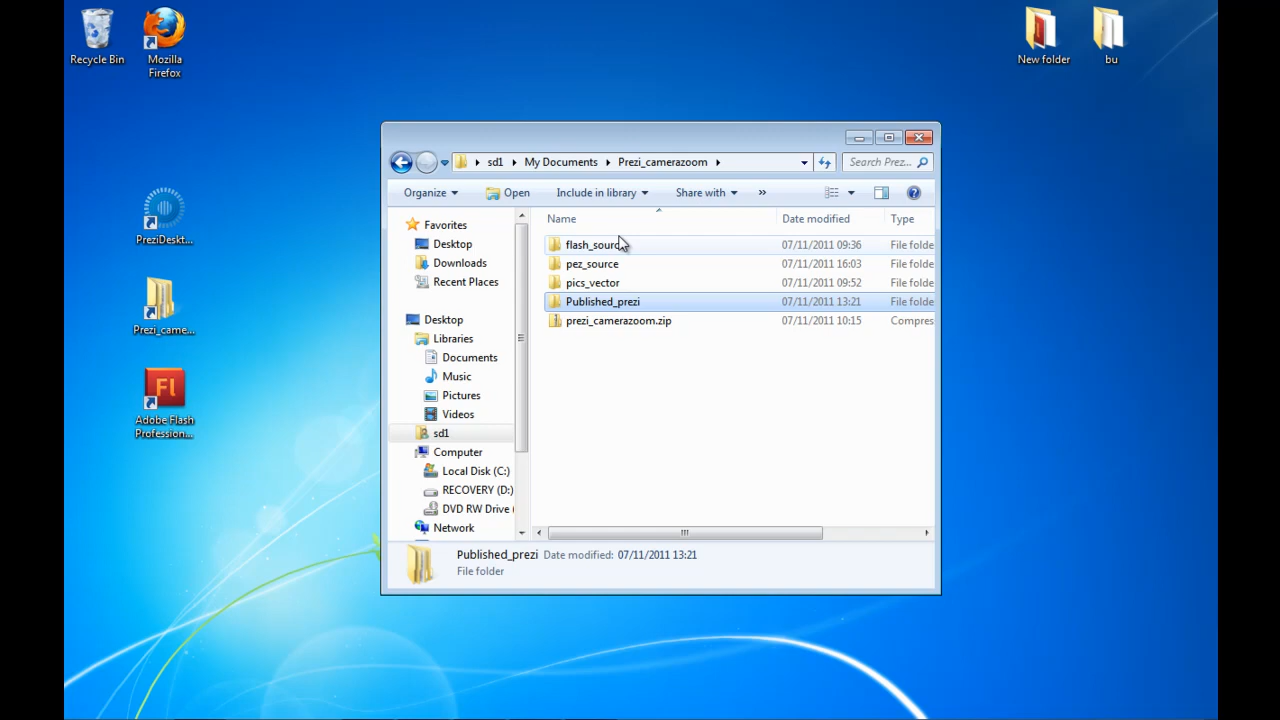 Recycle Bin
Mozilla
Firefox
New folder
bu
PreziDeskt...
Prezi_came...
Adobe Flash
Profession...
sd1
My Documents
Prezi_camerazoom
Search Prez...
Organize
Open
Include in library
Share with
»
Favorites
Desktop
Downloads
Recent Places
Desktop
Libraries
Documents
Music
Pictures
Videos
sd1
Computer
Local Disk (C:)
RECOVERY (D:)
DVD RW Drive (
Network
Name Date modified Type
flash_sourc 07/11/2011 09:36 File folde
pez_source 07/11/2011 16:03 File folde
pics_vector 07/11/2011 09:52 File folde
Published_prezi 07/11/2011 13:21 File folde
prezi_camerazoom.zip 07/11/2011 10:15 Compres
Published_prezi Date modified: 07/11/2011 13:21
File folder
Fl